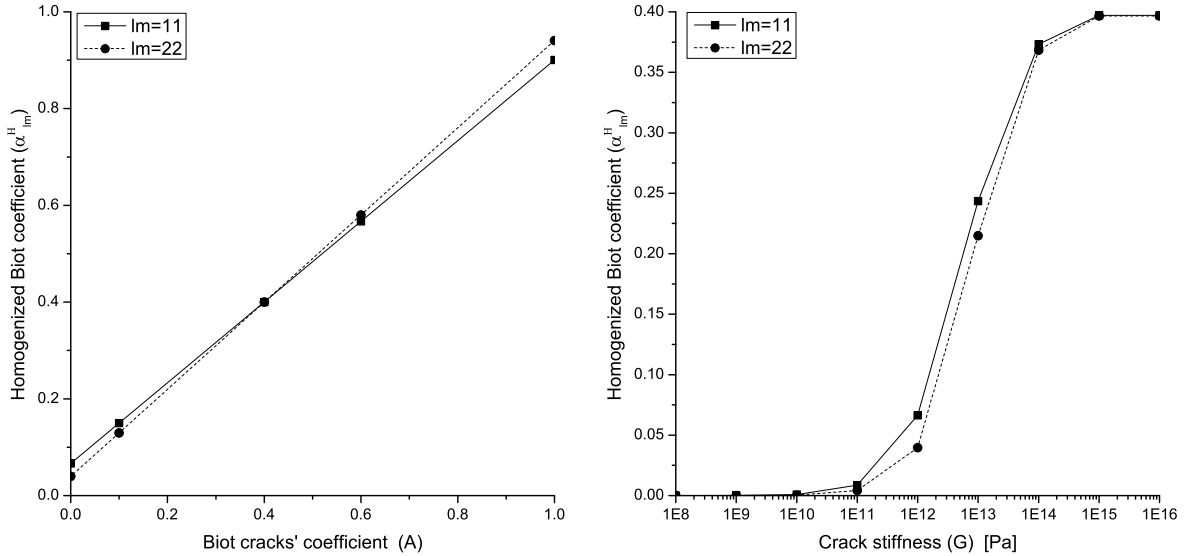 lm=11
lm=22
1.0
0.8
0.6
0.4
0.2
0.0
Homogenized Biot coefficient (α^H_lm)
0.0 0.2 0.4 0.6 0.8 1.0
Biot cracks' coefficient (A)
lm=11
lm=22
0.40
0.35
0.30
0.25
0.20
0.15
0.10
0.05
0.00
Homogenized Biot coefficient (α^H_lm)
1E8 1E9 1E10 1E11 1E12 1E13 1E14 1E15 1E16
Crack stiffness (G) [Pa]